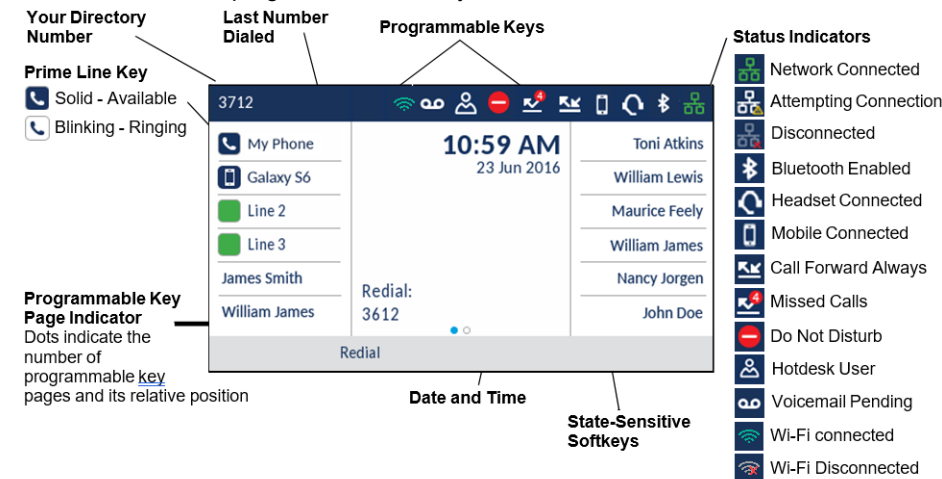 Your Directory
Number
Last Number
Dialed
Programmable Keys
Status Indicators
Prime Line Key
Solid - Available
Blinking - Ringing
3712
4
My Phone
Galaxy S6
Line 2
Line 3
James Smith
William James
10:59 AM
23 Jun 2016
Redial:
3612
Toni Atkins
William Lewis
Maurice Feely
William James
Nancy Jorgen
John Doe
Redial
Programmable Key
Page Indicator
Dots indicate the
number of
programmable key
pages and its relative position
Date and Time
State-Sensitive
Softkeys
Network Connected
Attempting Connection
Disconnected
Bluetooth Enabled
Headset Connected
Mobile Connected
Call Forward Always
4
Missed Calls
Do Not Disturb
Hotdesk User
Voicemail Pending
Wi-Fi connected
Wi-Fi Disconnected